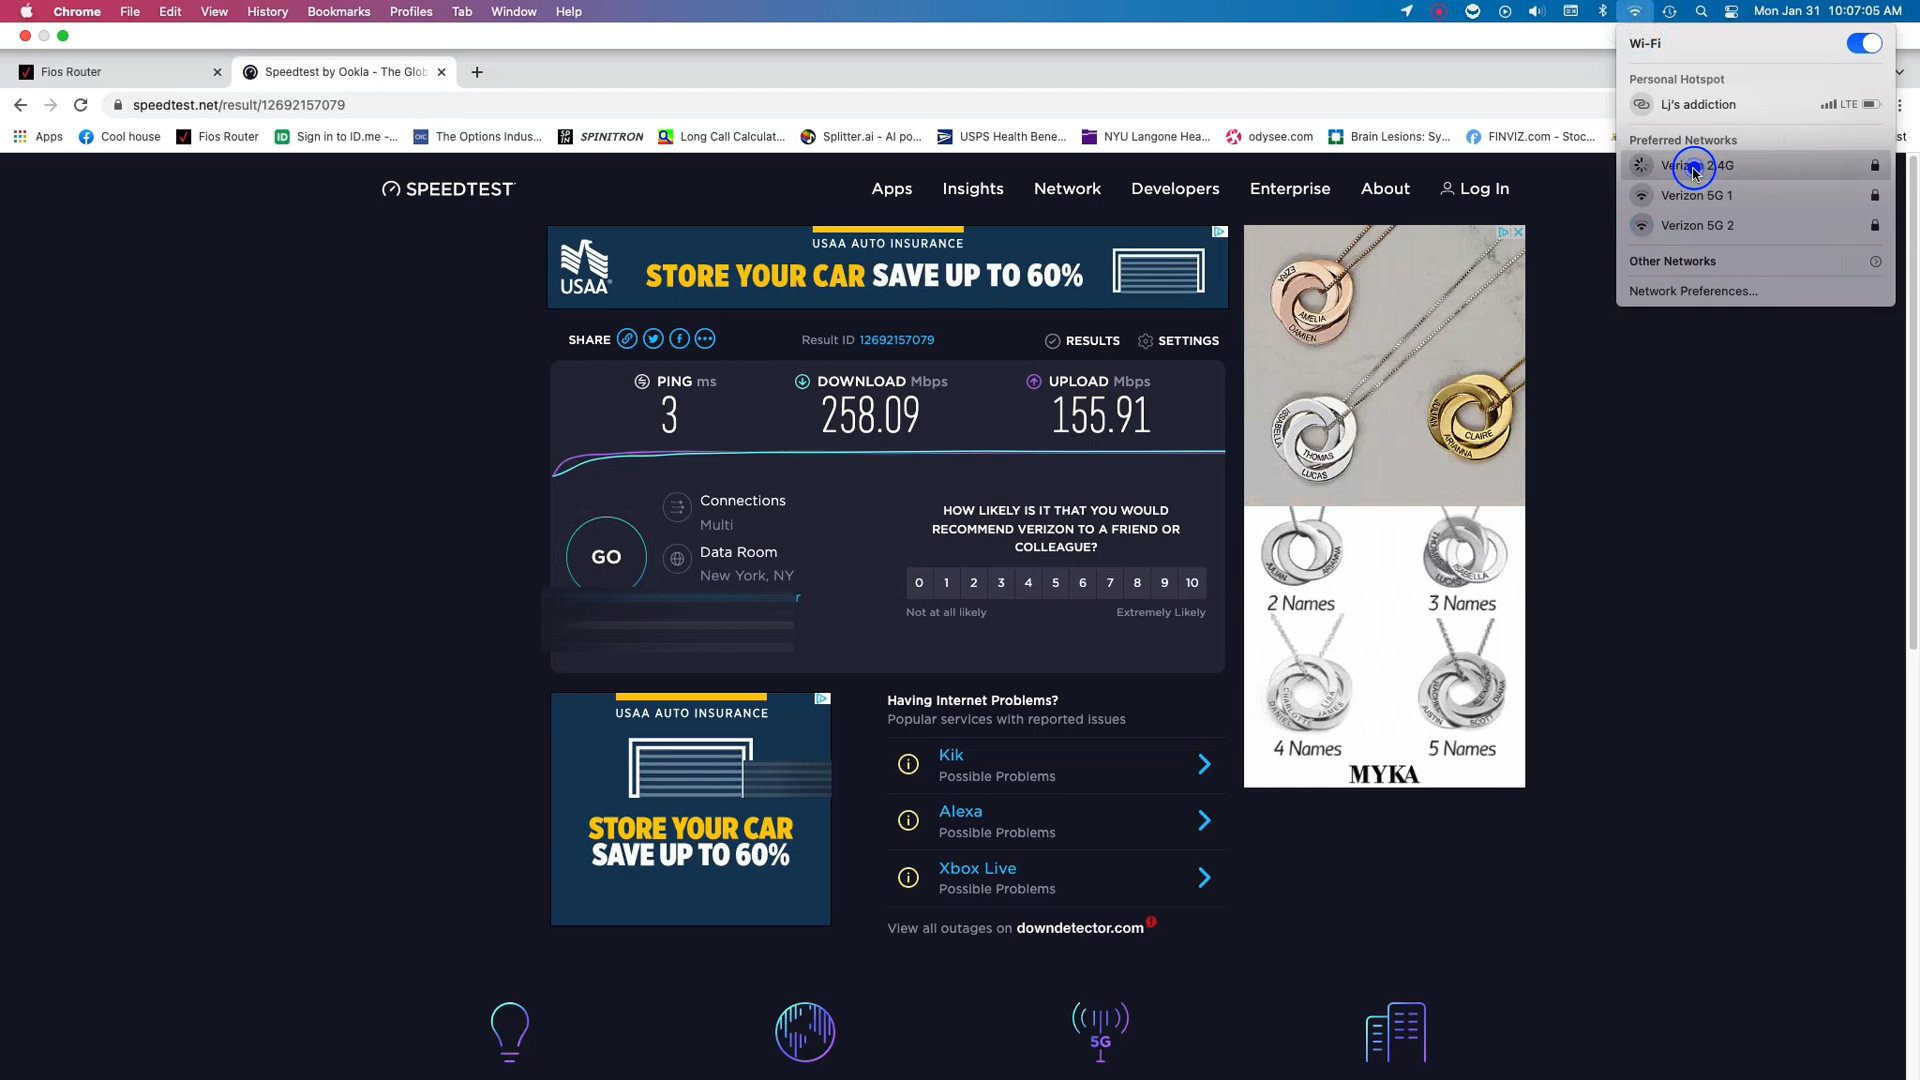 Chrome File Edit View History Bookmarks Profiles Tab Window Help Mon Jan 31 10:07:05 AM
Fios Router
Speedtest by Ookla - The Glob
speedtest.net/result/12692157079
Apps Cool house Fios Router Sign in to ID.me -... The Options Indus... SPINITRON Long Call Calculat... Splitter.ai - AI po... USPS Health Bene... NYU Langone Hea... odysee.com Brain Lesions: Sy... FINVIZ.com - Stoc...
Wi-Fi
Personal Hotspot
Lj's addiction LTE
Preferred Networks
Verizon 2.4G
Verizon 5G 1
Verizon 5G 2
Other Networks
Network Preferences...
SPEEDTEST
Apps Insights Network Developers Enterprise About Log In
USAA
USAA AUTO INSURANCE
STORE YOUR CAR SAVE UP TO 60%
SHARE Result ID 12692157079 RESULTS SETTINGS
PING ms DOWNLOAD Mbps UPLOAD Mbps
3 258.09 155.91
GO
Connections
Multi
Data Room
New York, NY
HOW LIKELY IS IT THAT YOU WOULD
RECOMMEND VERIZON TO A FRIEND OR
COLLEAGUE?
0 1 2 3 4 5 6 7 8 9 10
Not at all likely Extremely Likely
USAA AUTO INSURANCE
STORE YOUR CAR
SAVE UP TO 60%
Having Internet Problems?
Popular services with reported issues
Kik
Possible Problems
Alexa
Possible Problems
Xbox Live
Possible Problems
View all outages on downdetector.com
EZRA
AMELIA
DAMIEN
ISSABELLA
THOMAS
LUCAS
JULIAN
CLAIRE
ARIANNA
2 Names 3 Names
4 Names 5 Names
MYKA
5G